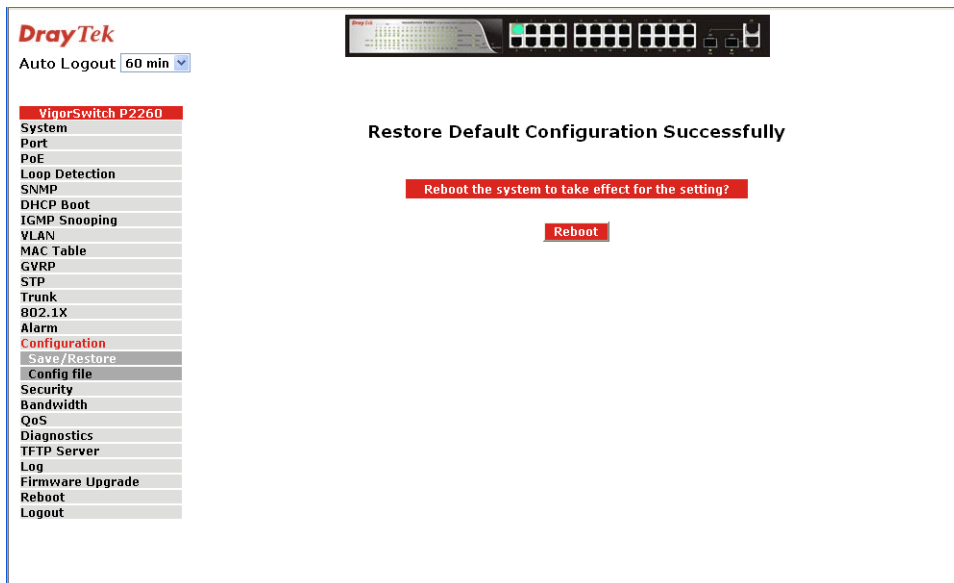 DrayTek
Auto Logout 60 min
VigorSwitch P2260
System
Port
PoE
Loop Detection
SNMP
DHCP Boot
IGMP Snooping
VLAN
MAC Table
GVRP
STP
Trunk
802.1X
Alarm
Configuration
Save/Restore
Config file
Security
Bandwidth
QoS
Diagnostics
TFTP Server
Log
Firmware Upgrade
Reboot
Logout
Restore Default Configuration Successfully
Reboot the system to take effect for the setting?
Reboot